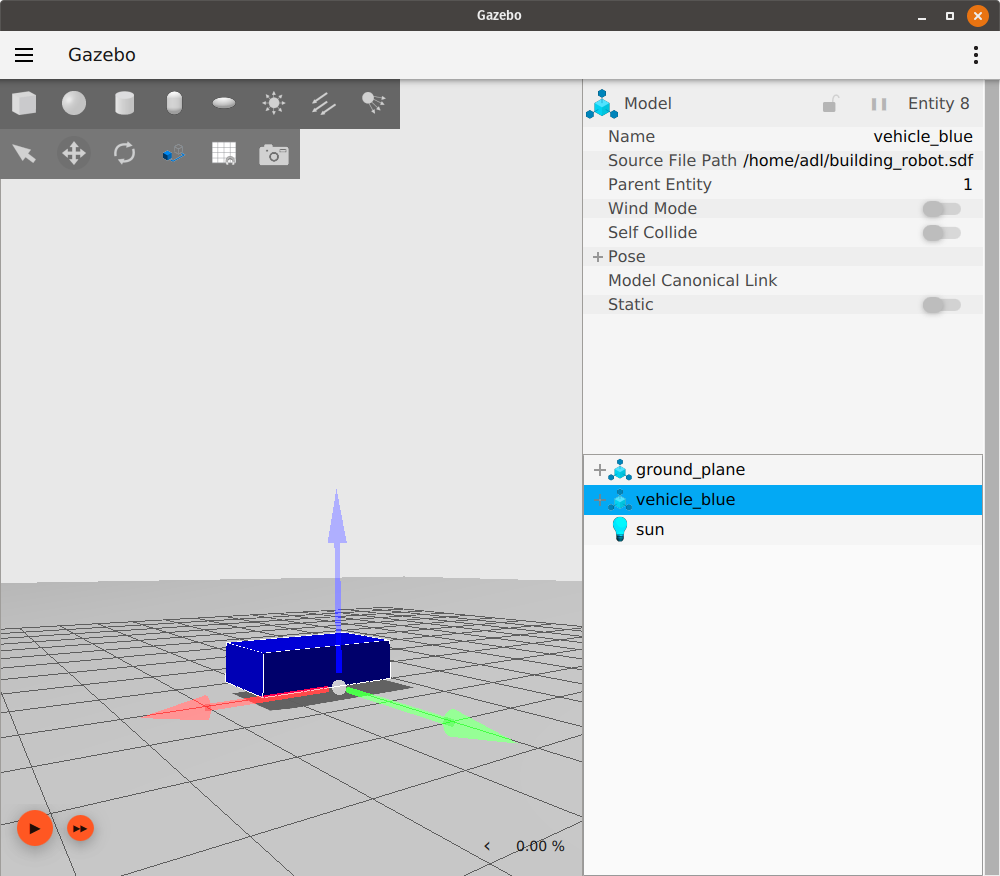 Gazebo
Gazebo
Model Entity 8
Name vehicle_blue
Source File Path /home/adl/building_robot.sdf
Parent Entity 1
Wind Mode
Self Collide
Pose
Model Canonical Link
Static
ground_plane
vehicle_blue
sun
0.00 %